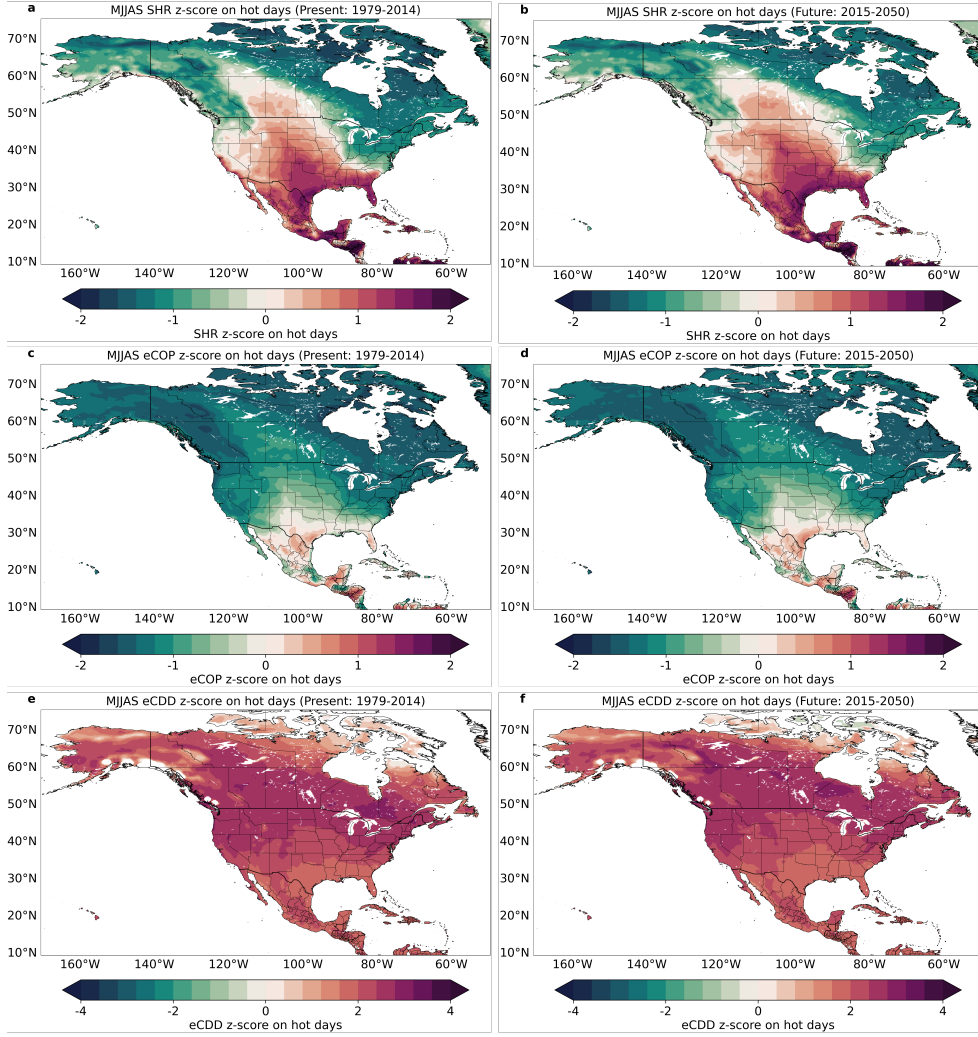 a MJJAS SHR z-score on hot days (Present: 1979-2014)
70°N
60°N
50°N
40°N
30°N
20°N
10°N
160°W 140°W 120°W 100°W 80°W 60°W
-2 -1 0 1 2
SHR z-score on hot days
b MJJAS SHR z-score on hot days (Future: 2015-2050)
70°N
60°N
50°N
40°N
30°N
20°N
10°N
160°W 140°W 120°W 100°W 80°W 60°W
-2 -1 0 1 2
SHR z-score on hot days
c MJJAS eCOP z-score on hot days (Present: 1979-2014)
70°N
60°N
50°N
40°N
30°N
20°N
10°N
160°W 140°W 120°W 100°W 80°W 60°W
-2 -1 0 1 2
eCOP z-score on hot days
d MJJAS eCOP z-score on hot days (Future: 2015-2050)
70°N
60°N
50°N
40°N
30°N
20°N
10°N
160°W 140°W 120°W 100°W 80°W 60°W
-2 -1 0 1 2
eCOP z-score on hot days
e MJJAS eCDD z-score on hot days (Present: 1979-2014)
70°N
60°N
50°N
40°N
30°N
20°N
10°N
160°W 140°W 120°W 100°W 80°W 60°W
-4 -2 0 2 4
eCDD z-score on hot days
f MJJAS eCDD z-score on hot days (Future: 2015-2050)
70°N
60°N
50°N
40°N
30°N
20°N
10°N
160°W 140°W 120°W 100°W 80°W 60°W
-4 -2 0 2 4
eCDD z-score on hot days